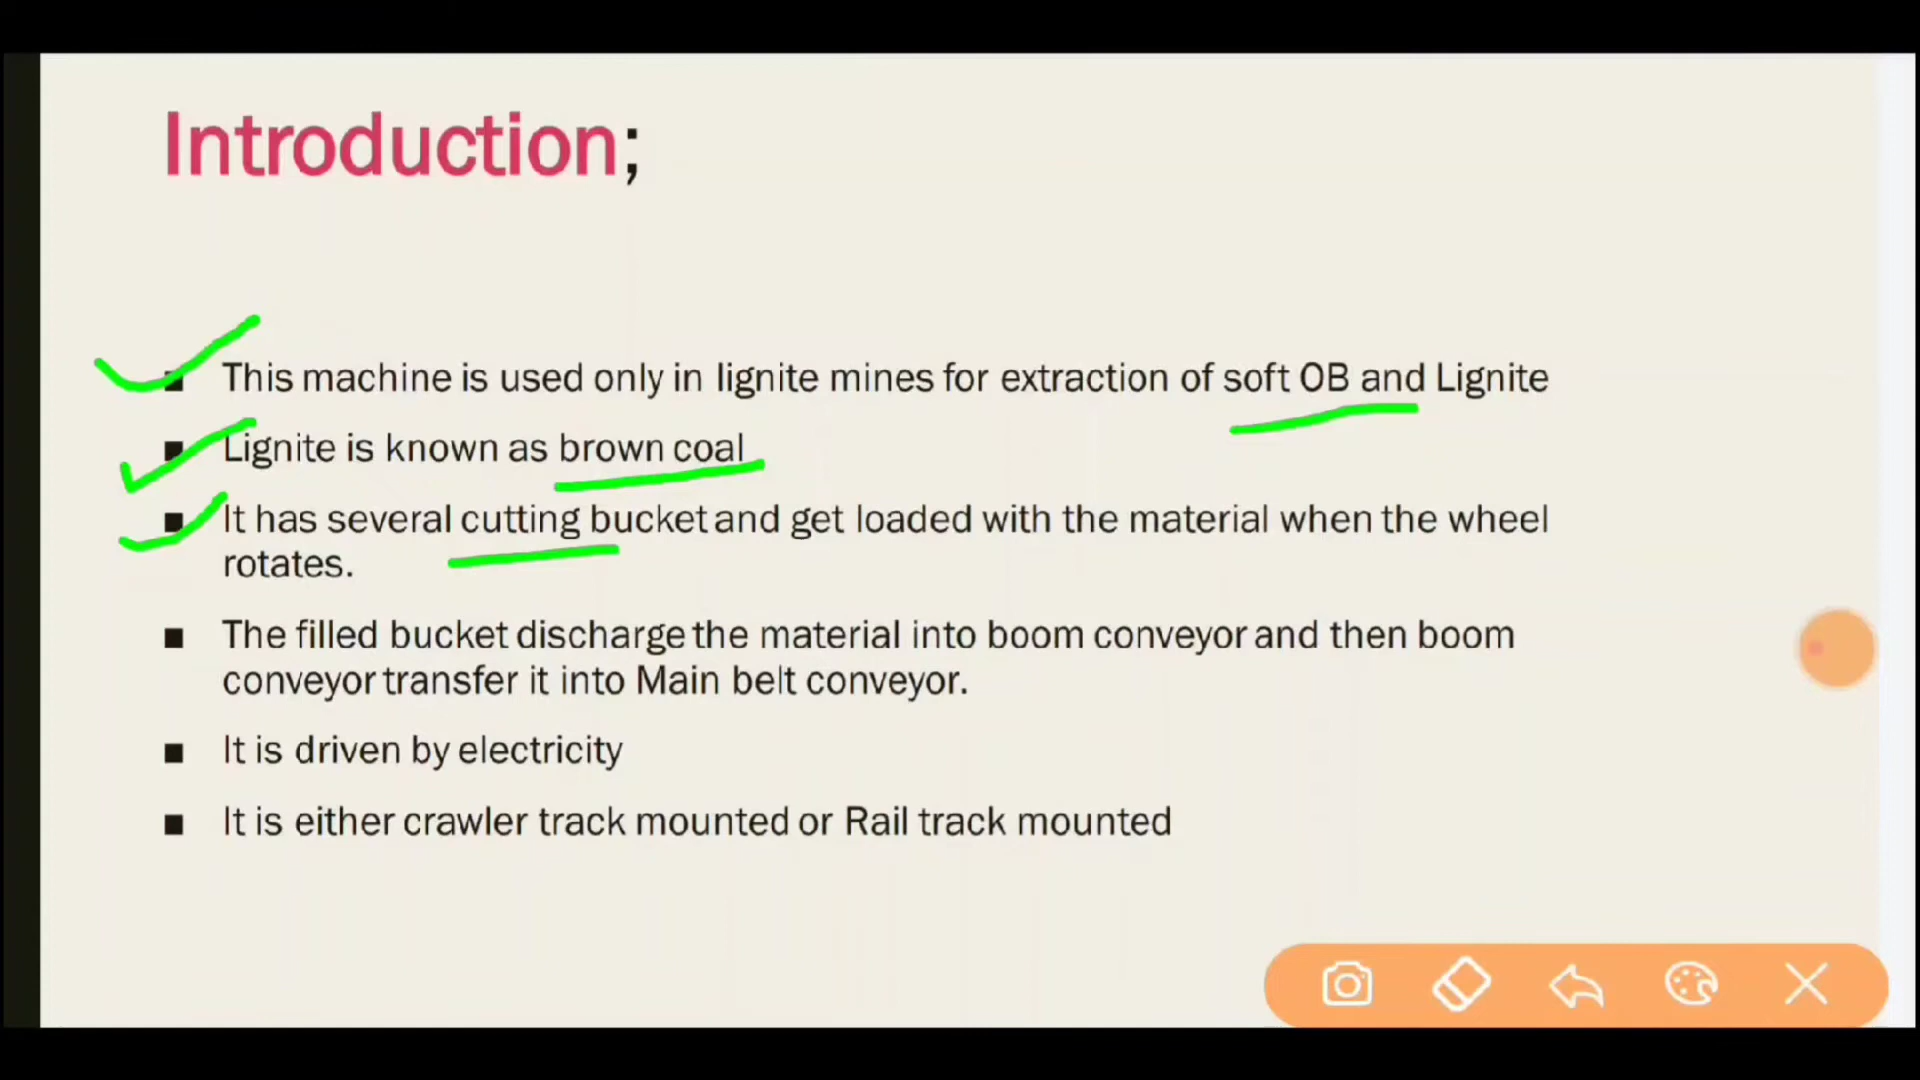 Introduction;
This machine is used only in lignite mines for extraction of soft OB and Lignite
Lignite is known as brown coal
It has several cutting bucket and get loaded with the material when the wheel
rotates.
The filled bucket discharge the material into boom conveyor and then boom
conveyor transfer it into Main belt conveyor.
It is driven by electricity
It is either crawler track mounted or Rail track mounted